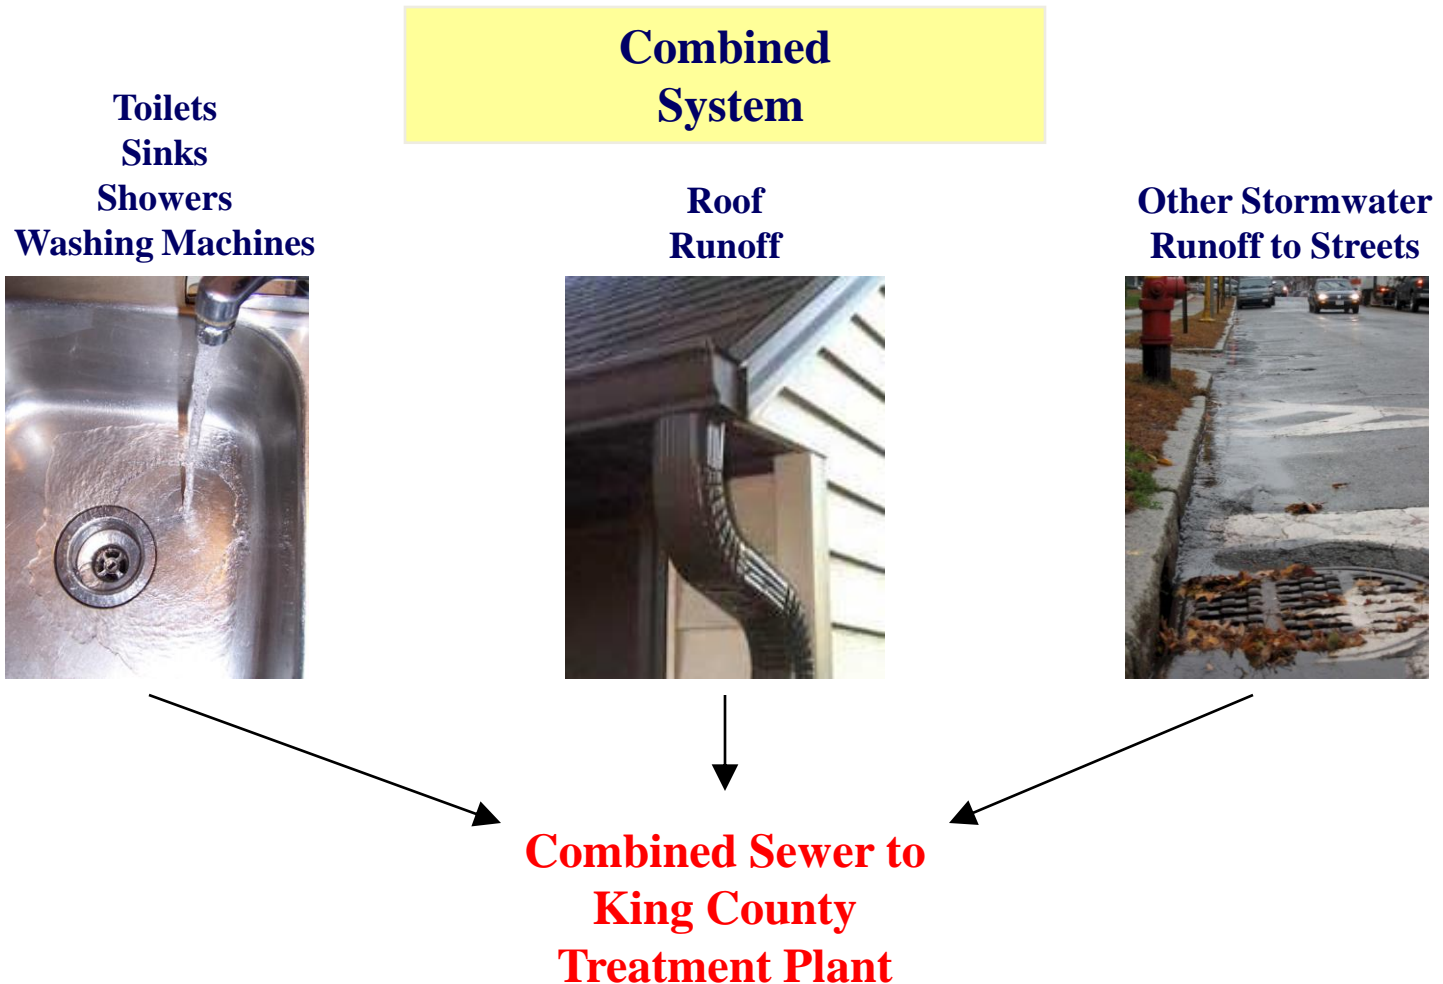 Combined
System
Toilets
Sinks
Showers
Washing Machines
Roof
Runoff
Other Stormwater
Runoff to Streets
Combined Sewer to
King County
Treatment Plant